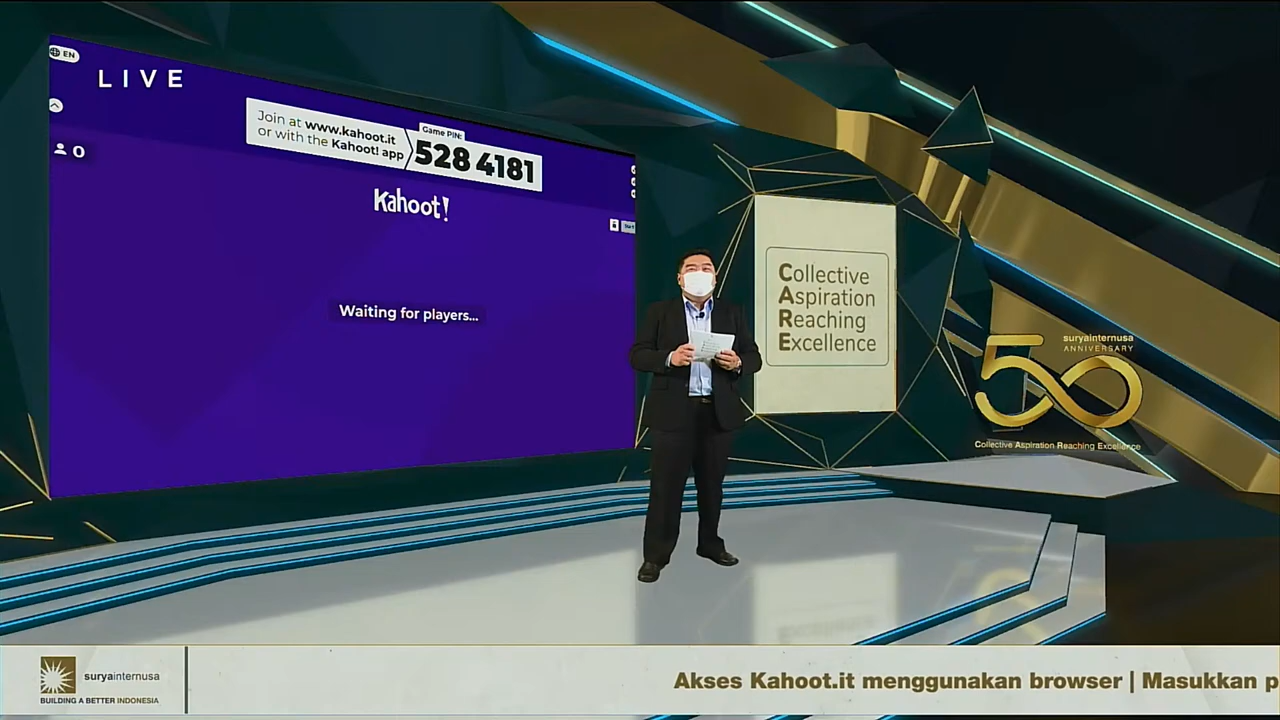 EN
LIVE
0
Join at www.kahoot.it
or with the Kahoot! app
Game PIN:
528 4181
Kahoot!
Waiting for players...
Collective
Aspiration
Reaching
Excellence
suryainternusa
ANNIVERSARY
50
Collective Aspiration Reaching Excellence
suryainternusa
BUILDING A BETTER INDONESIA
Akses Kahoot.it menggunakan browser | Masukkan p